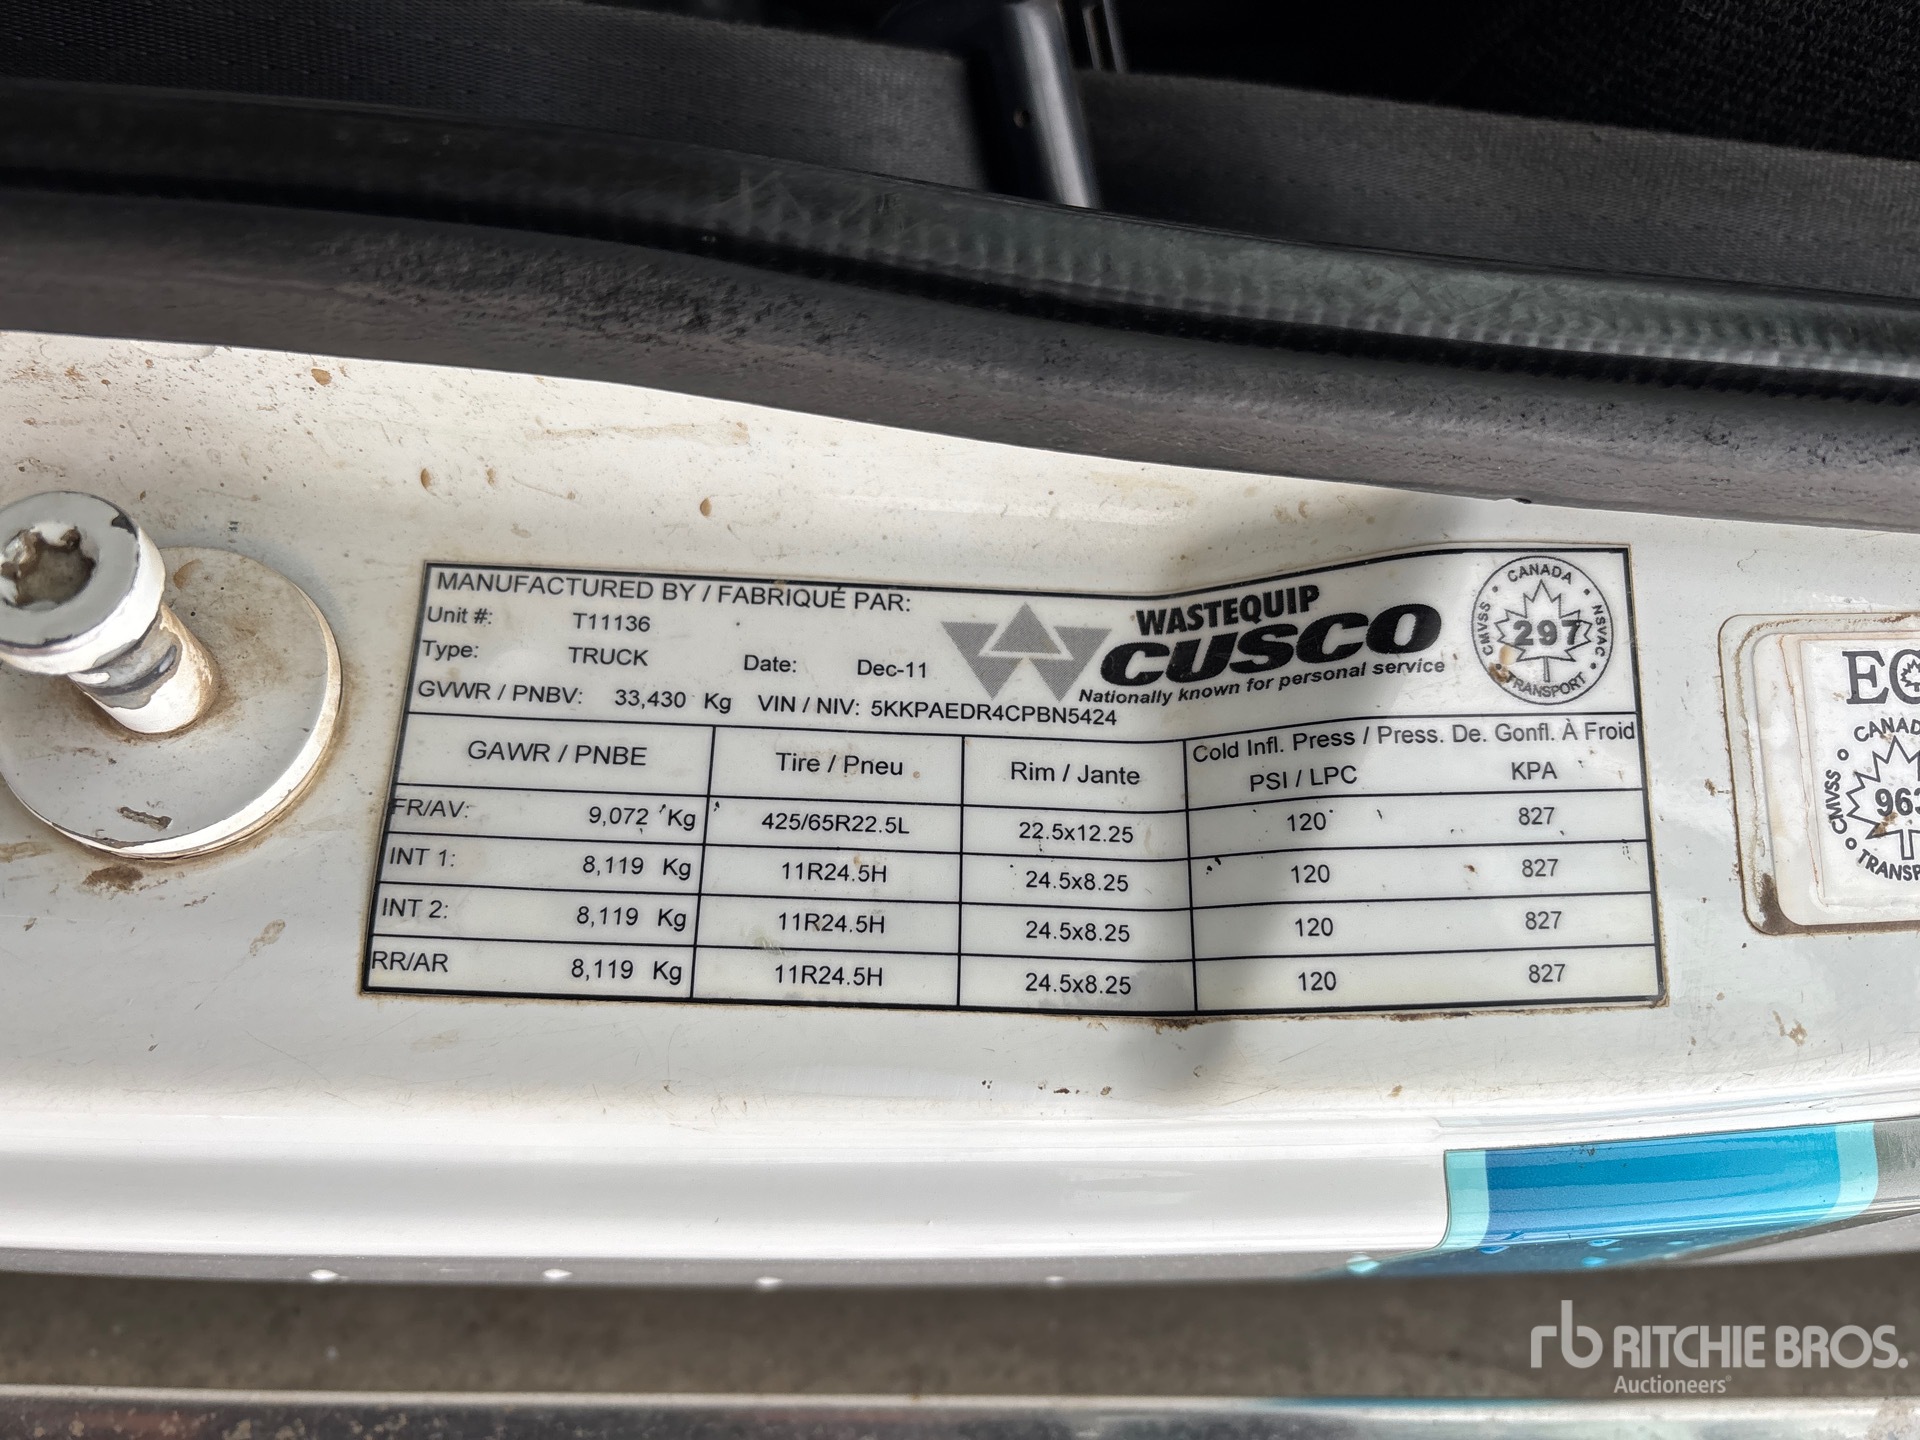 MANUFACTURED BY / FABRIQUÉ PAR:
Unit #: T11136
Type: TRUCK Date: Dec-11
GVWR / PNBV: 33,430 Kg VIN / NIV: 5KKPAEDR4CPBN5424
WASTEQUIP
CUSCO
Nationally known for personal service
CANADA
CMVSS 297 NSVAC
TRANSPORT
GAWR / PNBE Tire / Pneu Rim / Jante Cold Infl. Press / Press. De. Gonfl. À Froid
PSI / LPC KPA
FR/AV: 9,072 Kg 425/65R22.5L 22.5x12.25 120 827
INT 1: 8,119 Kg 11R24.5H 24.5x8.25 120 827
INT 2: 8,119 Kg 11R24.5H 24.5x8.25 120 827
RR/AR 8,119 Kg 11R24.5H 24.5x8.25 120 827
CMVSS
rb RITCHIE BROS.
Auctioneers